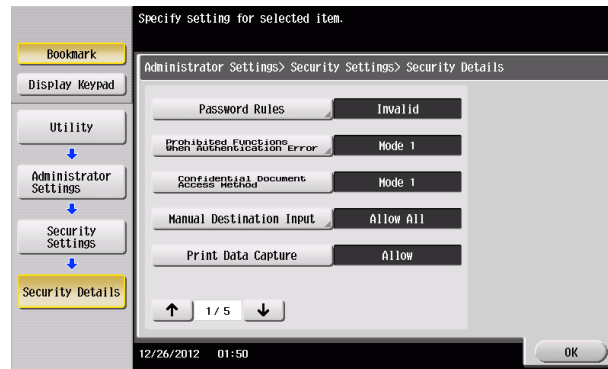 Specify setting for selected item.
Bookmark
Display Keypad
Utility
Administrator
Settings
Security
Settings
Security Details
Administrator Settings> Security Settings> Security Details
Password Rules Invalid
Prohibited Functions
When Authentication Error Mode 1
Confidential Document
Access Method Mode 1
Manual Destination Input Allow All
Print Data Capture Allow
↑ 1/ 5 ↓
12/26/2012 01:50
OK